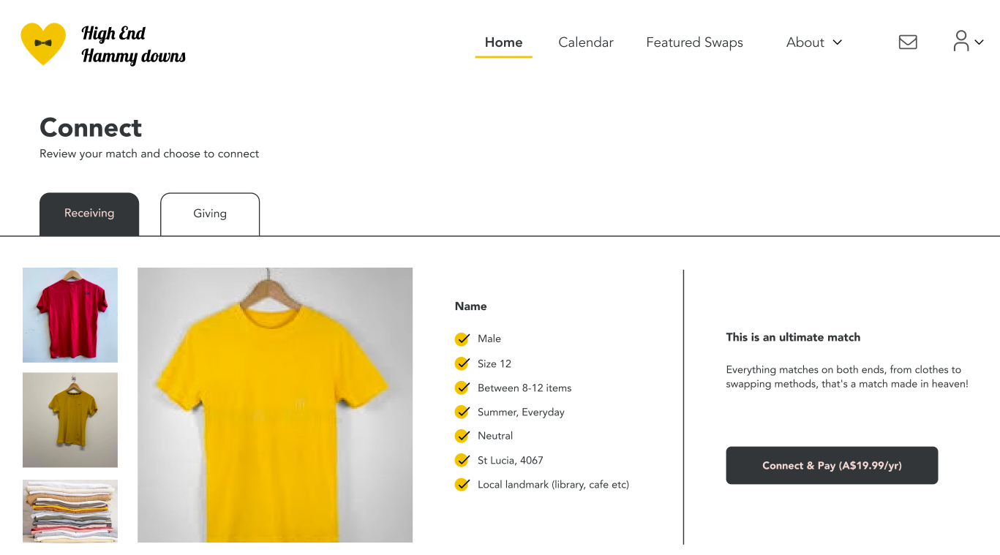 High End
Hammy downs
Home
Calendar
Featured Swaps
About
Connect
Review your match and choose to connect
Receiving
Giving
Name
Male
Size 12
Between 8-12 items
Summer, Everyday
Neutral
St Lucia, 4067
Local landmark (library, cafe etc)
This is an ultimate match
Everything matches on both ends, from clothes to
swapping methods, that's a match made in heaven!
Connect & Pay (A$19.99/yr)